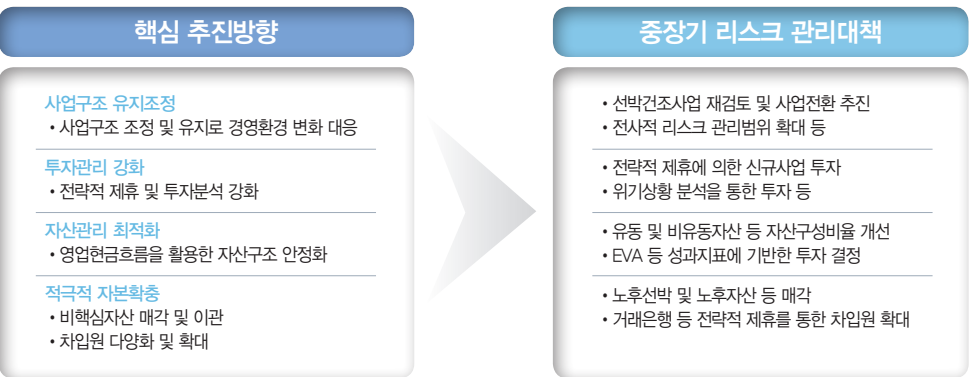 핵심 추진방향
사업구조 유지조정
• 사업구조 조정 및 유지로 경영환경 변화 대응
투자관리 강화
• 전략적 제휴 및 투자분석 강화
자산관리 최적화
• 영업현금흐름을 활용한 자산구조 안정화
적극적 자본확충
• 비핵심자산 매각 및 이관
• 차입원 다양화 및 확대
중장기 리스크 관리대책
• 선박건조사업 재검토 및 사업전환 추진
• 전사적 리스크 관리범위 확대 등
• 전략적 제휴에 의한 신규사업 투자
• 위기상황 분석을 통한 투자 등
• 유동 및 비유동자산 등 자산구성비율 개선
• EVA 등 성과지표에 기반한 투자 결정
• 노후선박 및 노후자산 등 매각
• 거래은행 등 전략적 제휴를 통한 차입원 확대